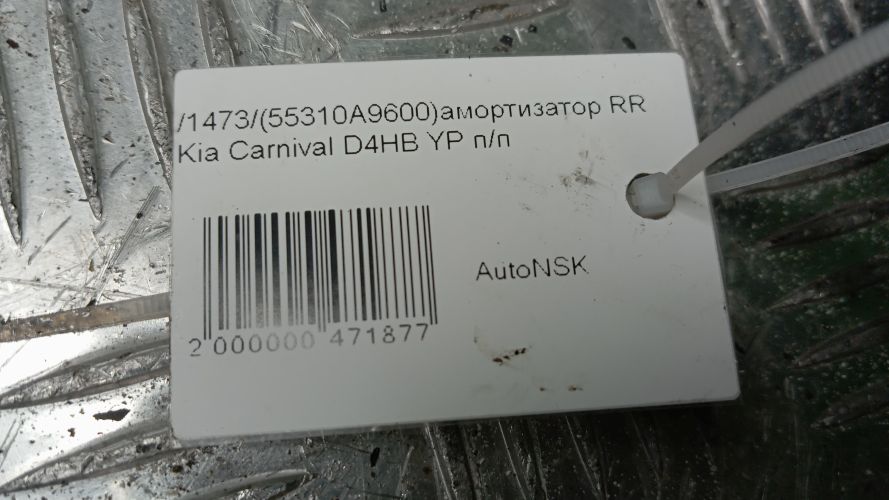 /1473/(55310A9600)амортизатор RR
Kia Carnival D4HB YP п/п
AutoNSK
2 000000 471877